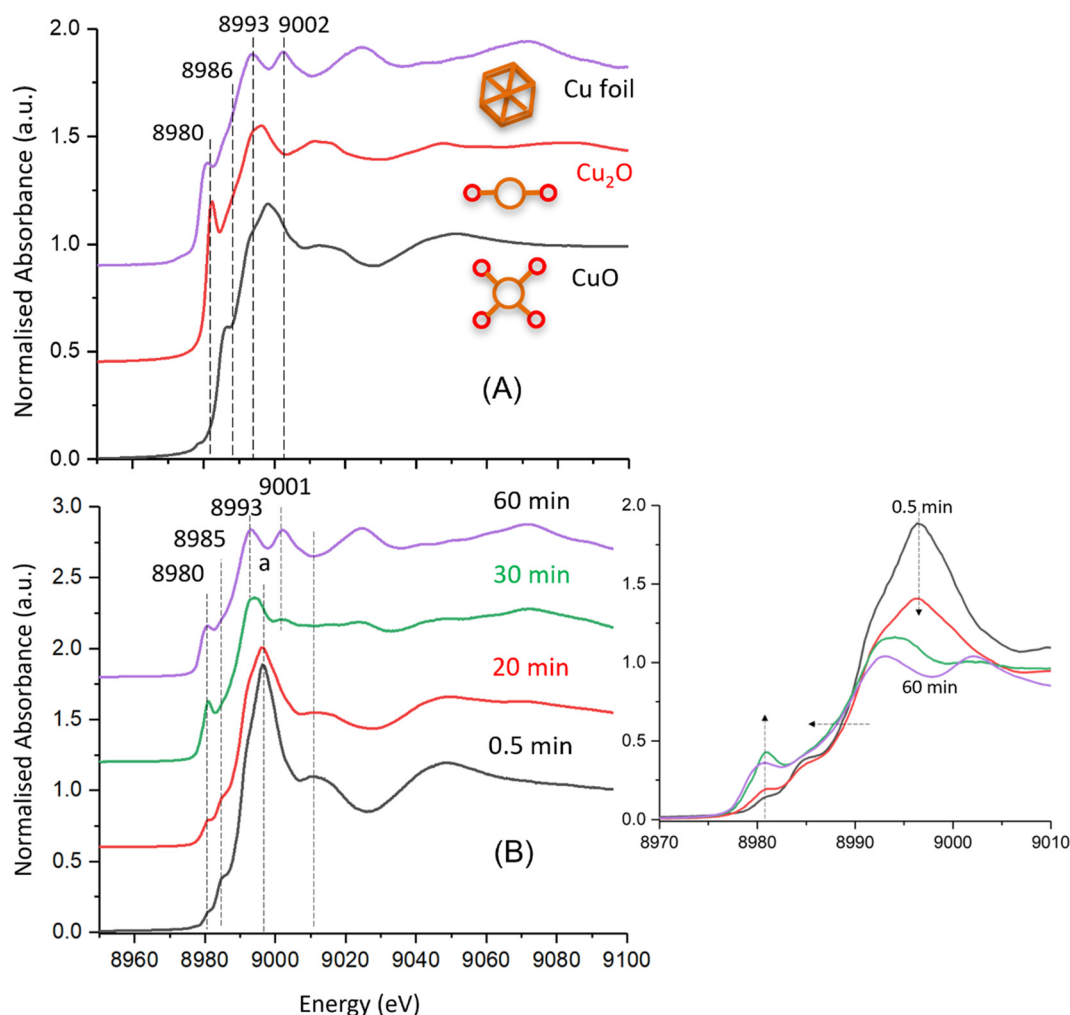 8993 9002
8986
8980
2.0
1.5
1.0
0.5
0.0
Normalised Absorbance (a.u.)
Cu foil
Cu₂O
CuO
(A)
9001
8993
8985
8980
a
3.0
2.5
2.0
1.5
1.0
0.5
0.0
Normalised Absorbance (a.u.)
60 min
30 min
20 min
0.5 min
(B)
8960 8980 9000 9020 9040 9060 9080 9100
Energy (eV)
2.0
1.5
1.0
0.5
0.0
0.5 min
60 min
8970 8980 8990 9000 9010